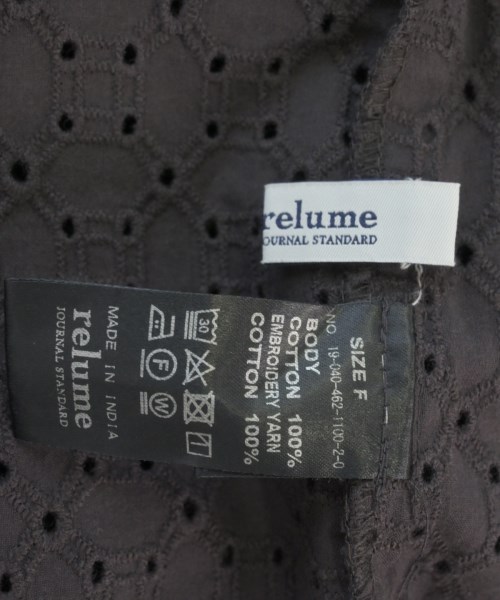 relume
JOURNAL STANDARD
SIZE F
NO 19-040-462-1100-2-0
BODY
COTTON 100%
EMBROIDERY YARN
COTTON 100%
30
F
W
MADE IN INDIA
relume
JOURNAL STANDARD